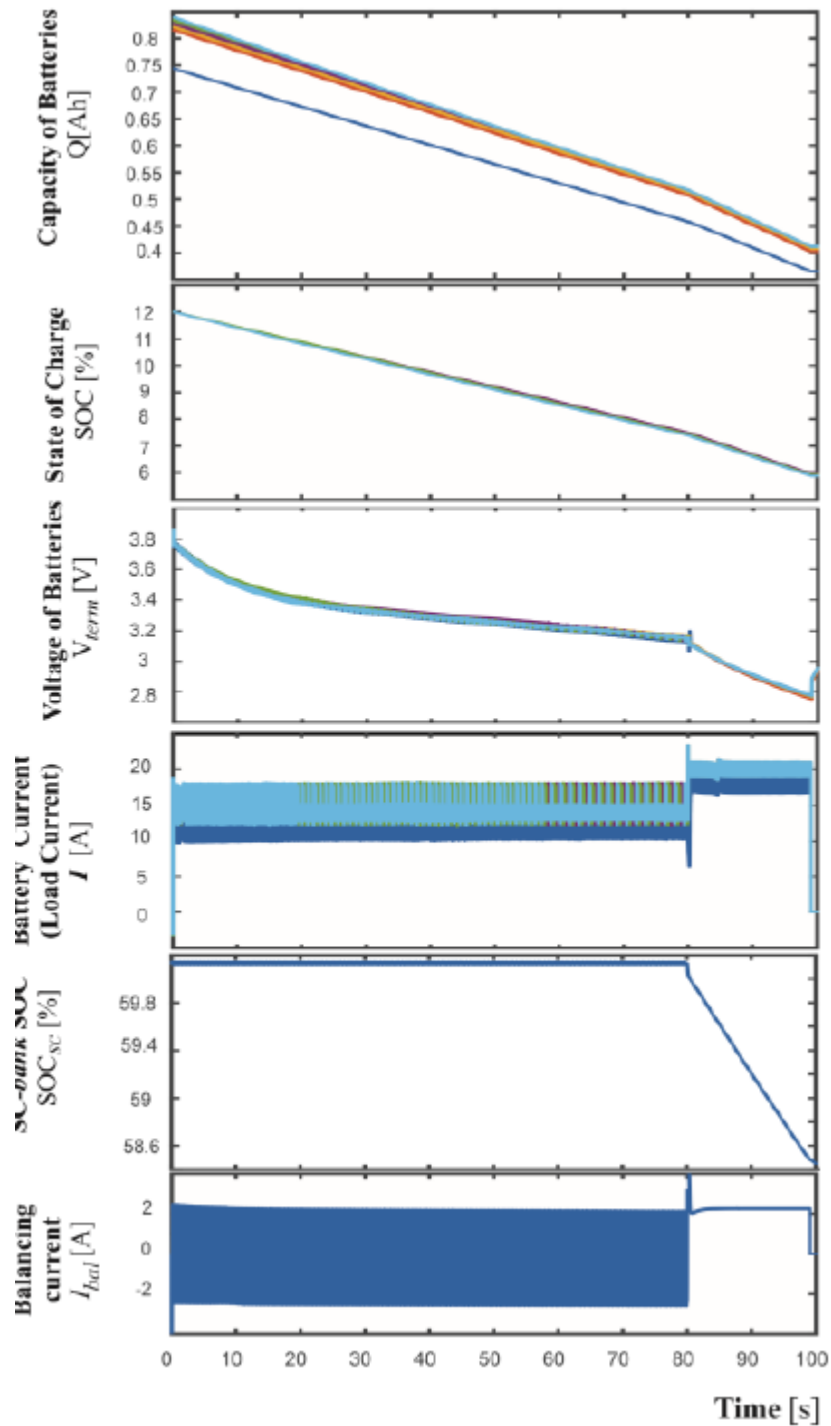 Capacity of Batteries
Q[Ah]
0.8
0.75
0.7
0.65
0.6
0.55
0.5
0.45
0.4
State of Charge
SOC [%]
12
11
10
9
8
7
6
Voltage of Batteries
Vterm [V]
3.8
3.6
3.4
3.2
3
2.8
Battery Current
(Load Current)
I [A]
20
15
10
5
0
SC-bank SOC
SOCSC [%]
59.8
59.4
59
58.6
Balancing
current
Ibal [A]
2
0
-2
0 10 20 30 40 50 60 70 80 90 100
Time [s]